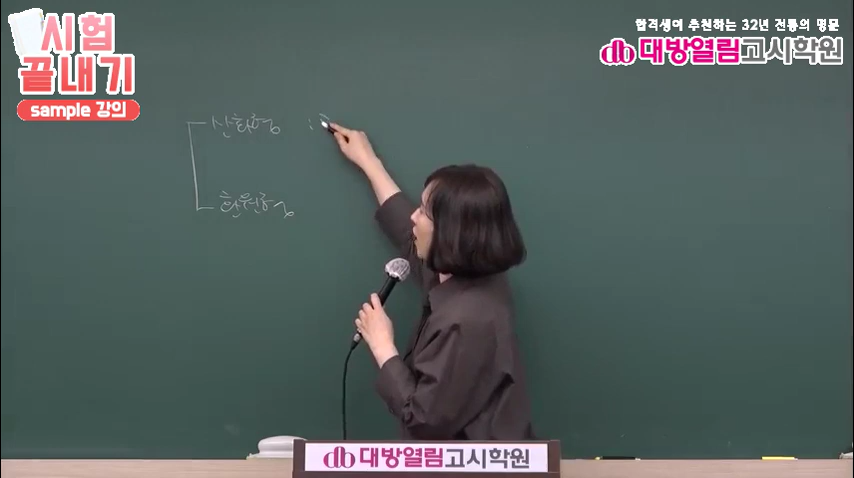 시험
끝내기
sample 강의
합격생이 추천하는 32년 전통의 명문
db 대방열림고시학원
산화형 :
환원형
db 대방열림고시학원